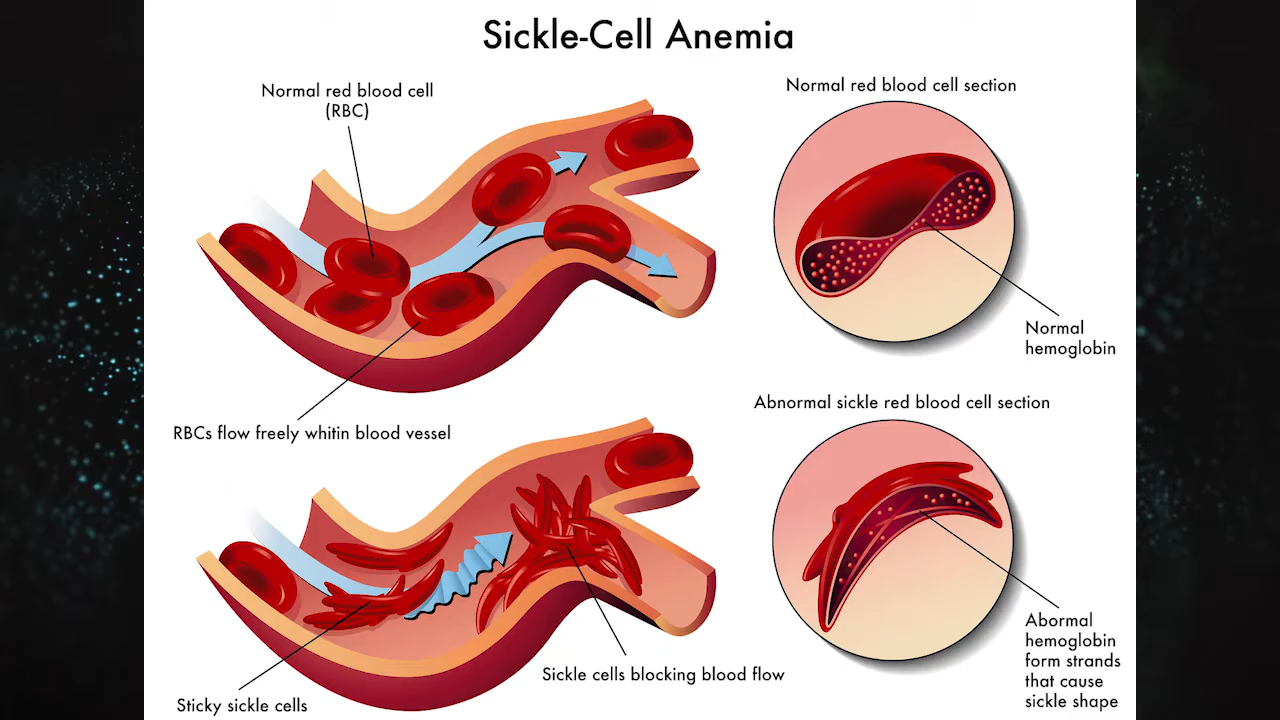 Sickle-Cell Anemia
Normal red blood cell
(RBC)
Normal red blood cell section
Normal
hemoglobin
RBCs flow freely whitin blood vessel
Abnormal sickle red blood cell section
Sticky sickle cells
Sickle cells blocking blood flow
Abormal
hemoglobin
form strands
that cause
sickle shape